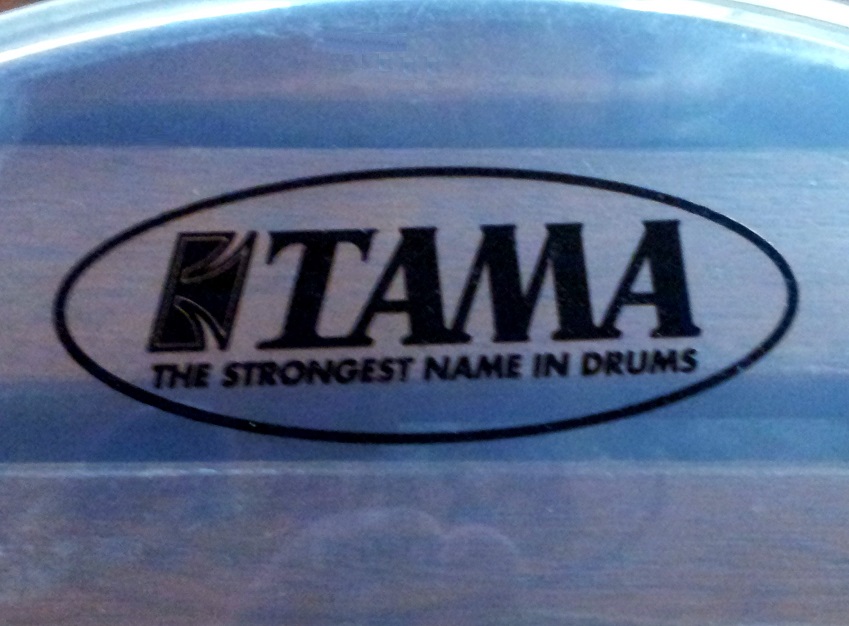 TAMA
THE STRONGEST NAME IN DRUMS